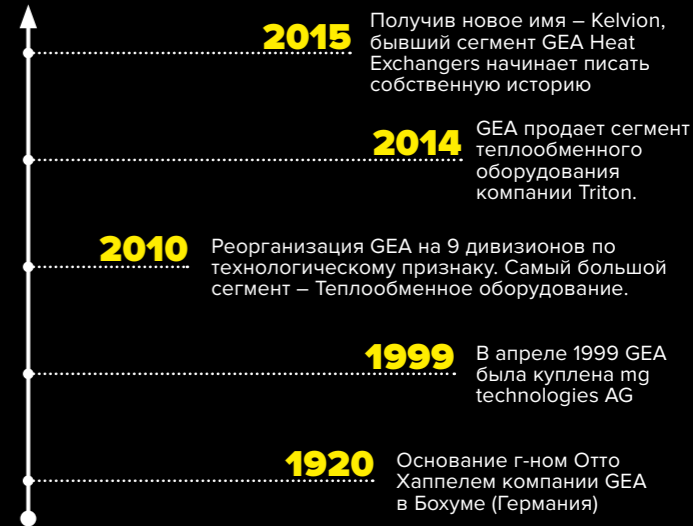 2015
Получив новое имя – Kelvion,
бывший сегмент GEA Heat
Exchangers начинает писать
собственную историю
2014
GEA продает сегмент
теплообменного
оборудования
компании Triton.
2010
Реорганизация GEA на 9 дивизионов по
технологическому признаку. Самый большой
сегмент – Теплообменное оборудование.
1999
В апреле 1999 GEA
была куплена mg
technologies AG
1920
Основание г-ном Отто
Хаппелем компании GEA
в Бохуме (Германия)